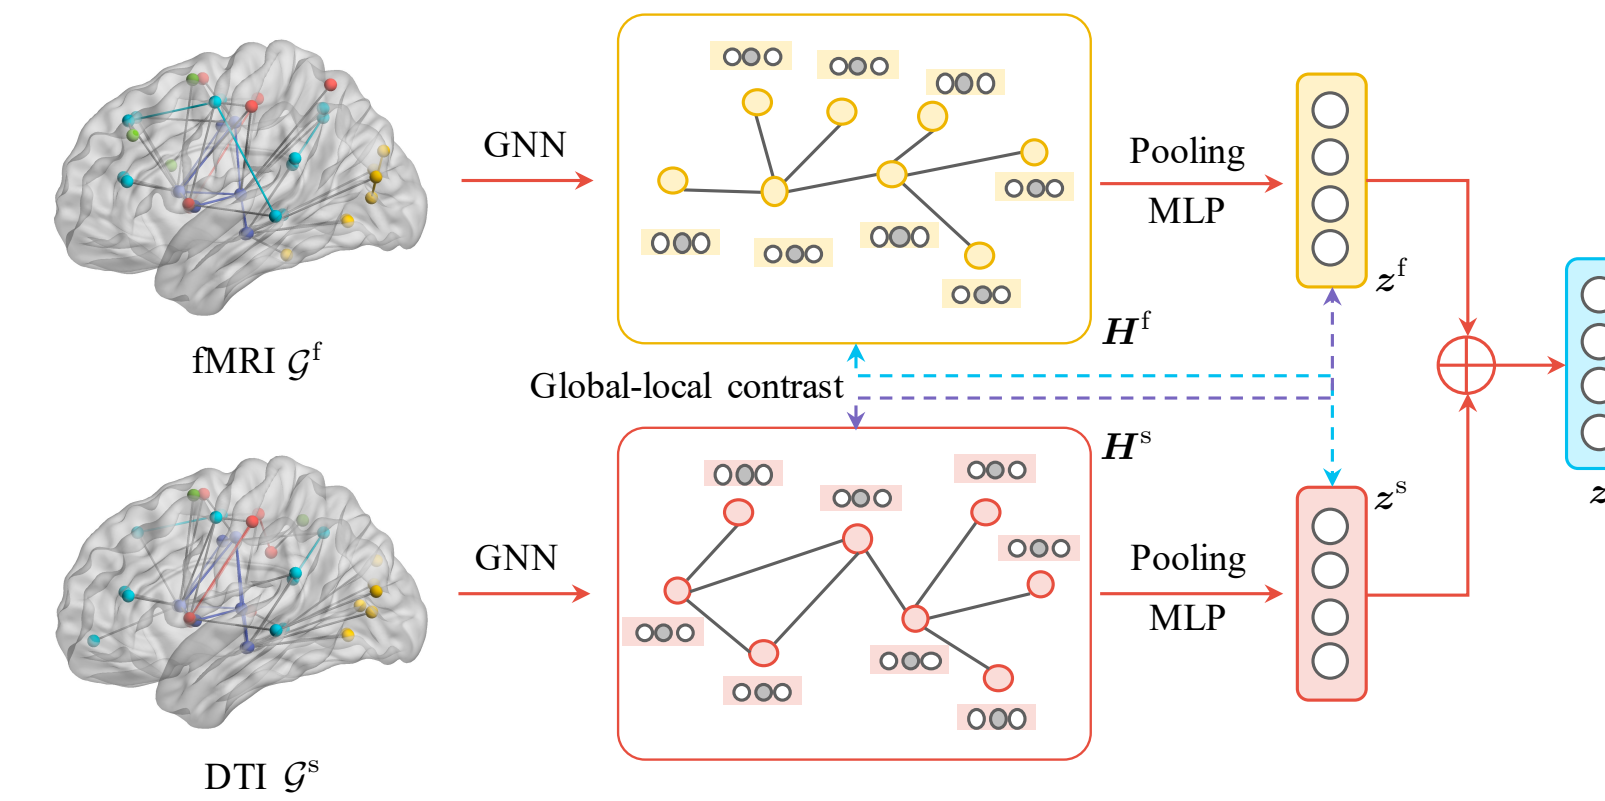 GNN
Pooling
MLP
z^f
H^f
fMRI 𝒢^f
Global-local contrast
H^s
z^s
z
GNN
Pooling
MLP
DTI 𝒢^s